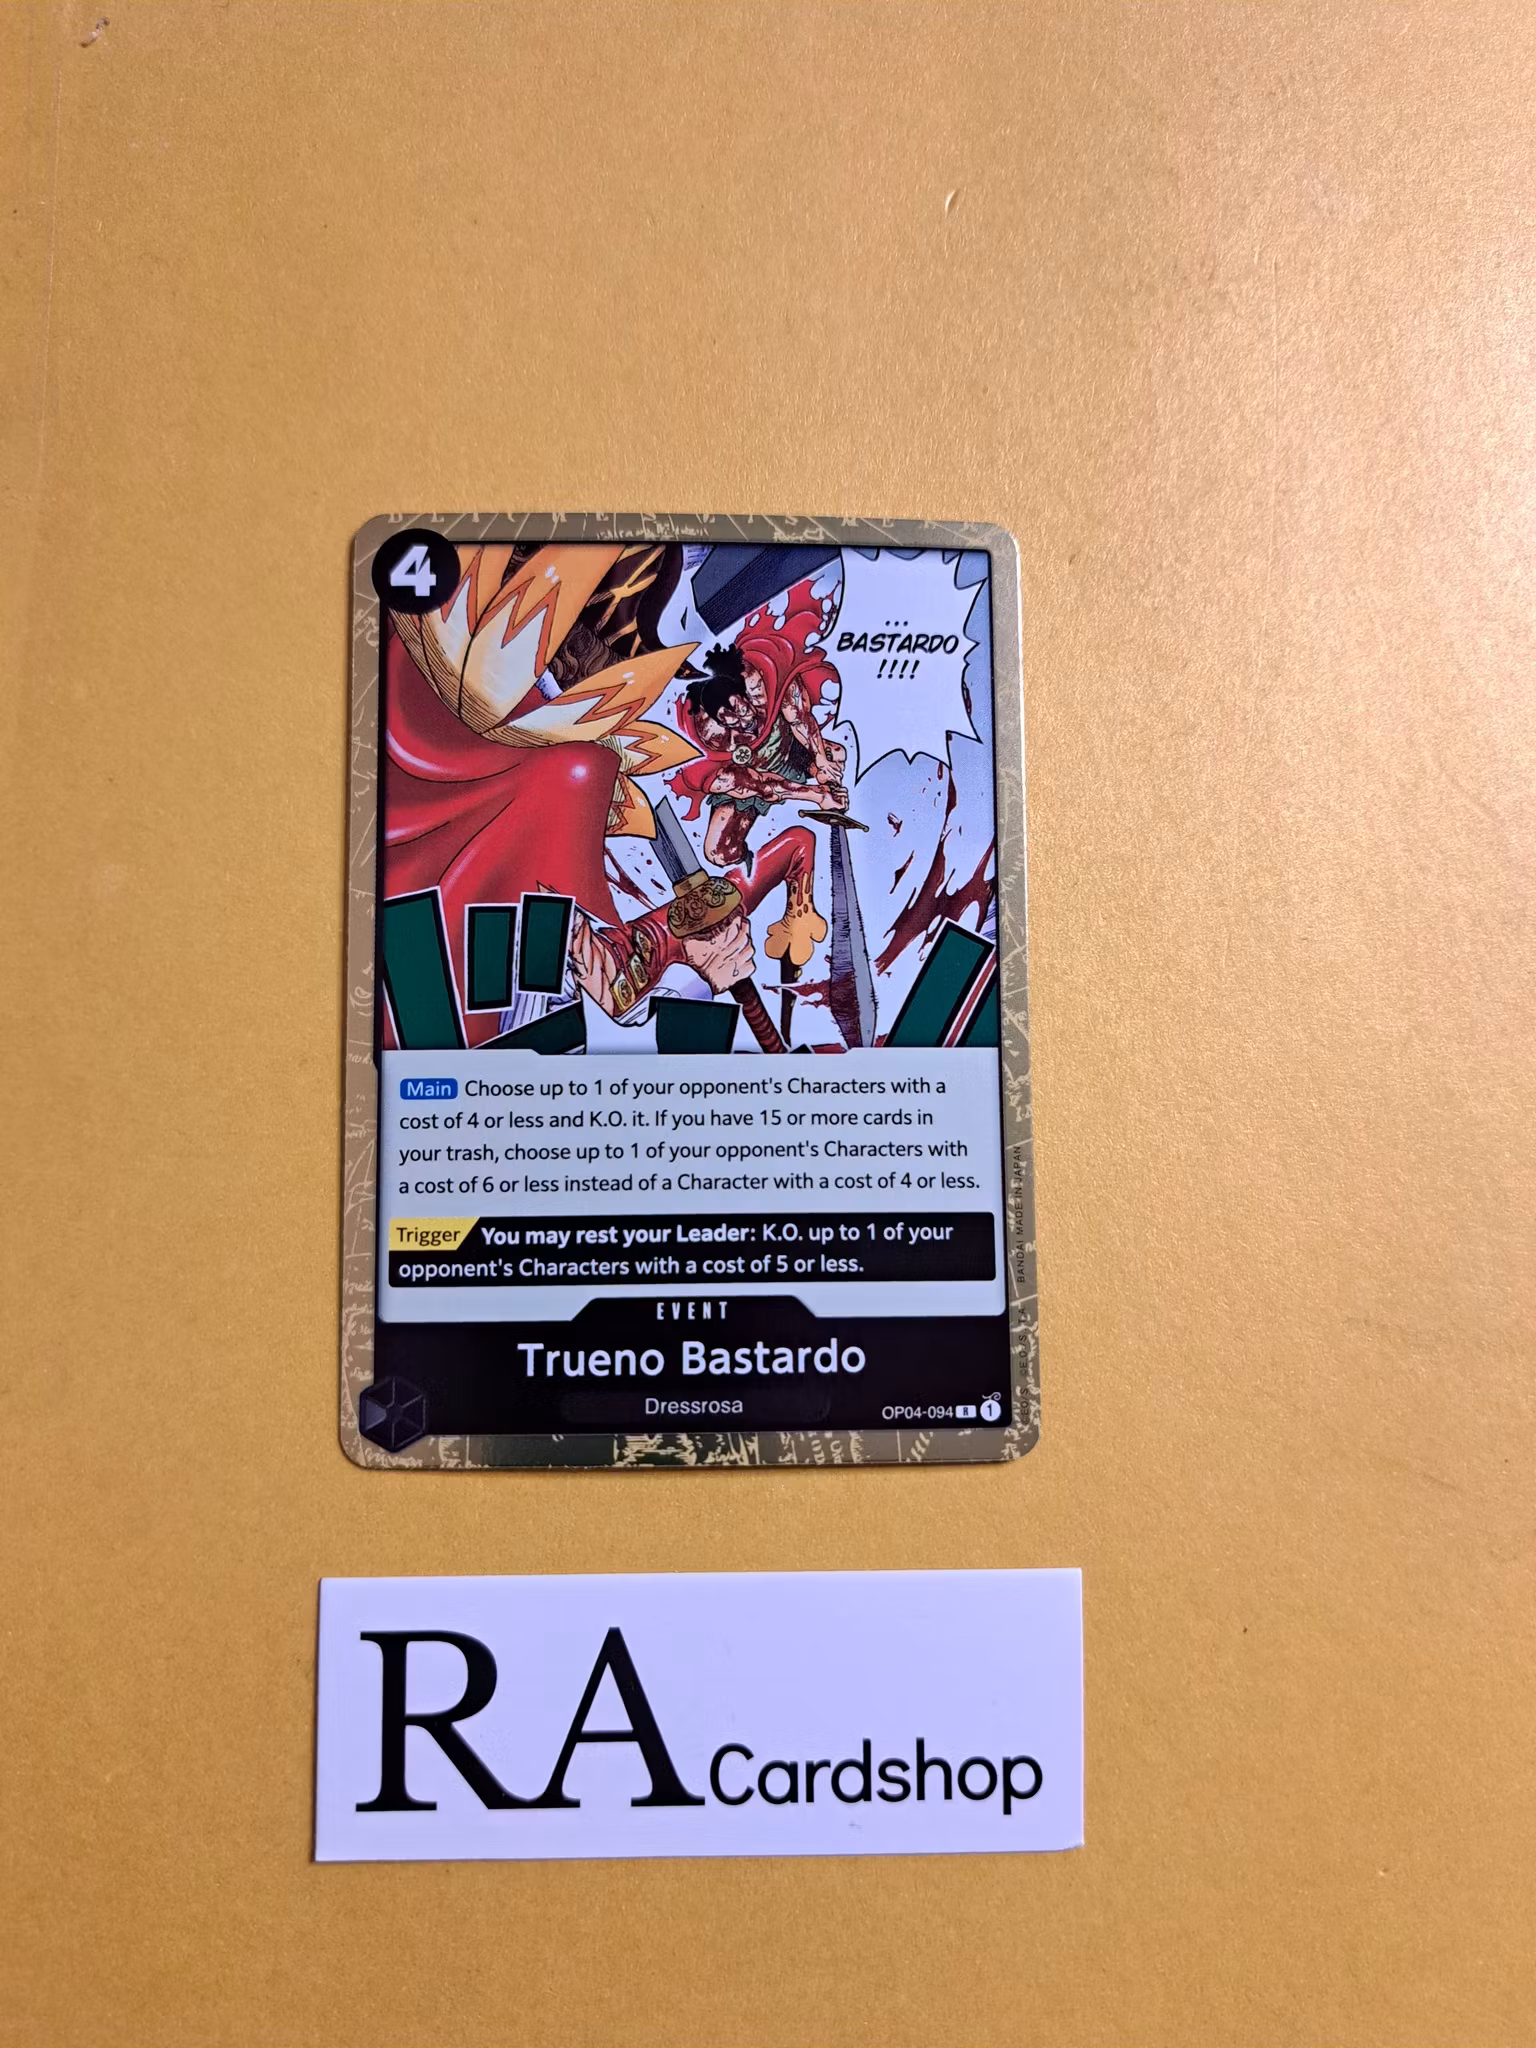 4
...
BASTARDO
!!!!
Main Choose up to 1 of your opponent's Characters with a
cost of 4 or less and K.O. it. If you have 15 or more cards in
your trash, choose up to 1 of your opponent's Characters with
a cost of 6 or less instead of a Character with a cost of 4 or less.
Trigger You may rest your Leader: K.O. up to 1 of your
opponent's Characters with a cost of 5 or less.
EVENT
Trueno Bastardo
Dressrosa
OP04-094 R 1
BANDAI MADE IN JAPAN
RA Cardshop